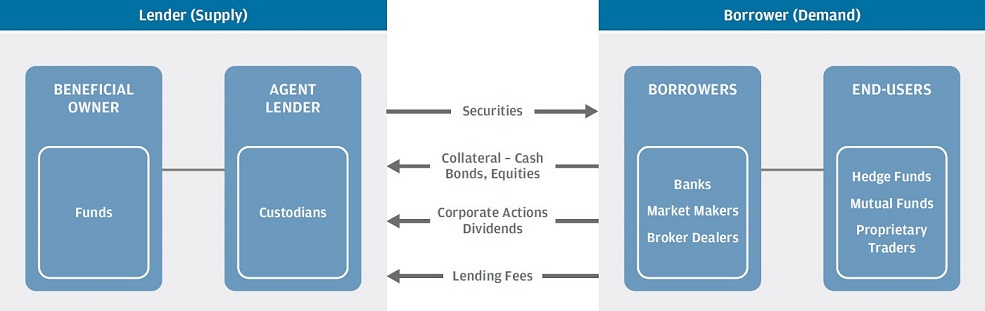 Lender (Supply)
BENEFICIAL
OWNER
Funds
AGENT
LENDER
Custodians
Securities
Collateral – Cash
Bonds, Equities
Corporate Actions
Dividends
Lending Fees
Borrower (Demand)
BORROWERS
Banks
Market Makers
Broker Dealers
END-USERS
Hedge Funds
Mutual Funds
Proprietary
Traders